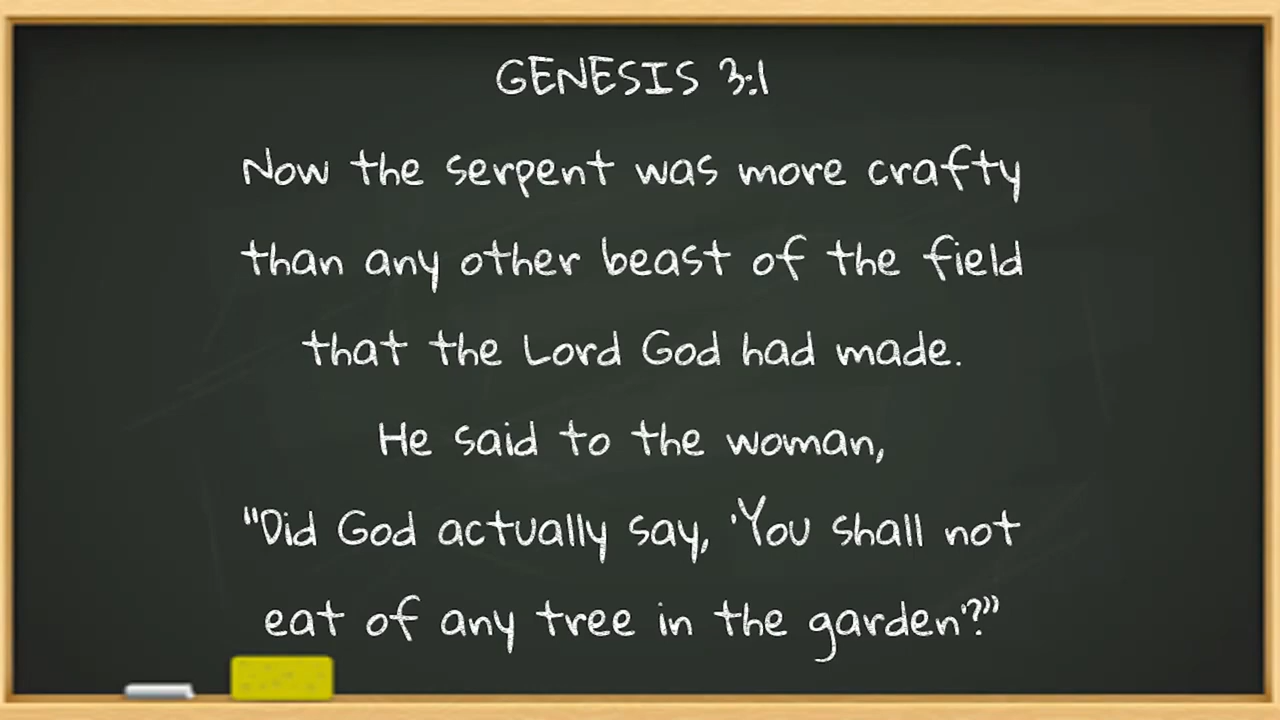 GENESIS 3:1
Now the serpent was more crafty
than any other beast of the field
that the Lord God had made.
He said to the woman,
"Did God actually say, 'You shall not
eat of any tree in the garden'?"